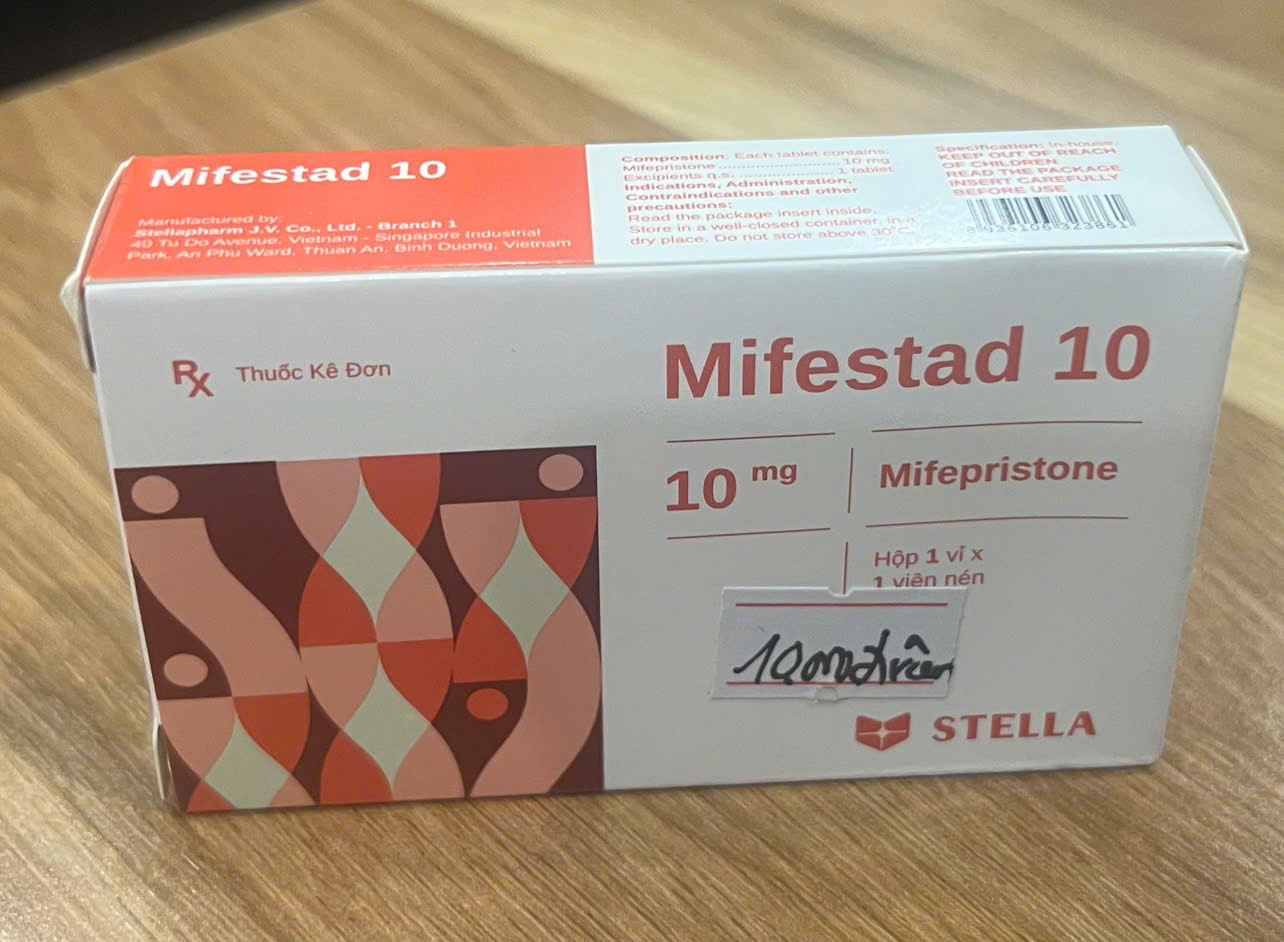 Mifestad 10
Manufactured by:
Stellapharm J.V. Co., Ltd. - Branch 1
40 Tu Do Avenue, Vietnam - Singapore Industrial
Park, An Phu Ward, Thuan An, Binh Duong, Vietnam
Composition: Each tablet contains:
Mifepristone ........................ 10 mg
Excipients q.s. .................... 1 tablet
Indications, Administration,
Contraindications and other
precautions:
Read the package insert inside.
Store in a well-closed container, in a
dry place. Do not store above 30°C.
Specification: In-house.
KEEP OUT OF REACH
OF CHILDREN
READ THE PACKAGE
INSERT CAREFULLY
BEFORE USE
8 936106 323861
Rx Thuốc Kê Đơn
Mifestad 10
10 mg
Mifepristone
Hộp 1 vỉ x
1 viên nén
STELLA